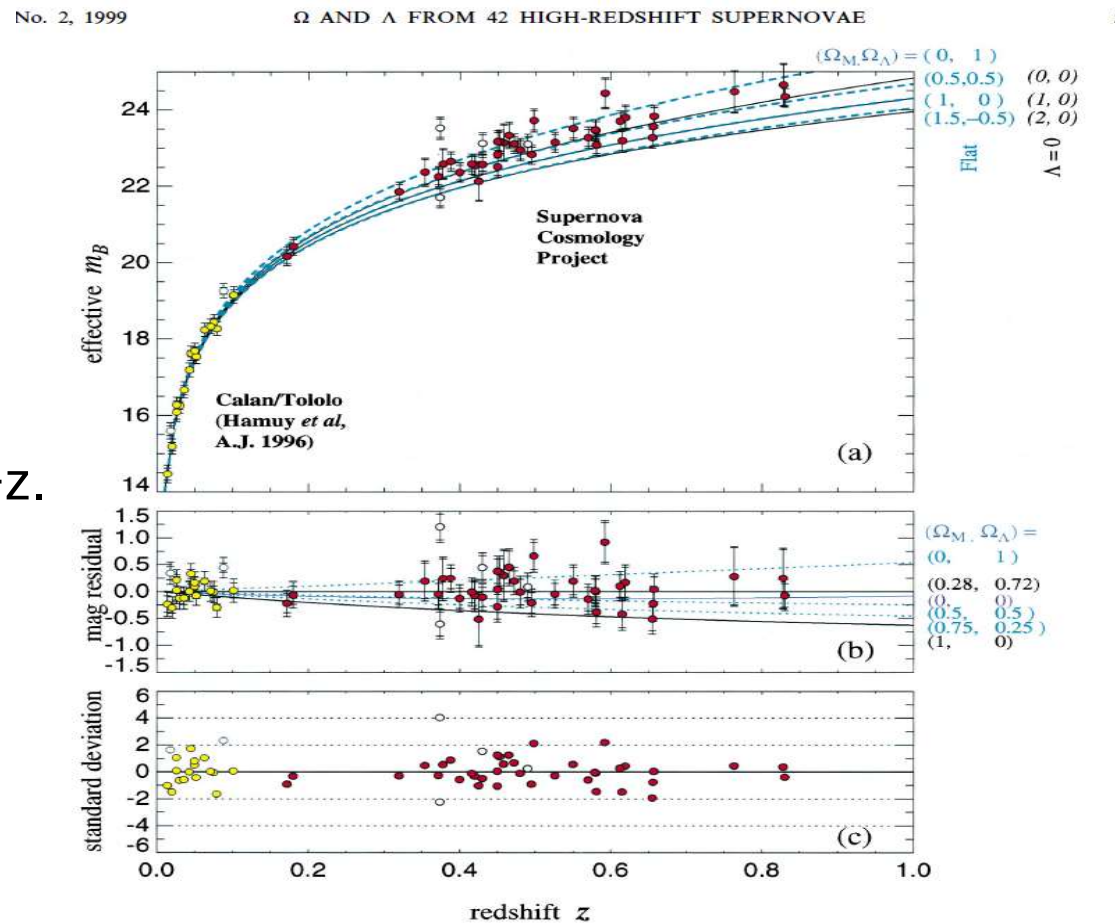 No. 2, 1999
Ω AND Λ FROM 42 HIGH-REDSHIFT SUPERNOVAE
(Ω_M, Ω_Λ) = ( 0, 1 )
(0.5,0.5) (0, 0)
(1, 0) (1, 0)
(1.5,–0.5) (2, 0)
Flat
Λ = 0
24
22
20
18
16
14
effective m_B
Supernova
Cosmology
Project
Calan/Tololo
(Hamuy et al,
A.J. 1996)
(a)
z.
1.5
1.0
0.5
0.0
-0.5
-1.0
-1.5
mag residual
(b)
(Ω_M , Ω_Λ) =
(0, 1)
(0.28, 0.72)
(0, 0)
(0.5, 0.5 )
(0.75, 0.25 )
(1, 0)
6
4
2
0
-2
-4
-6
standard deviation
(c)
0.0 0.2 0.4 0.6 0.8 1.0
redshift z